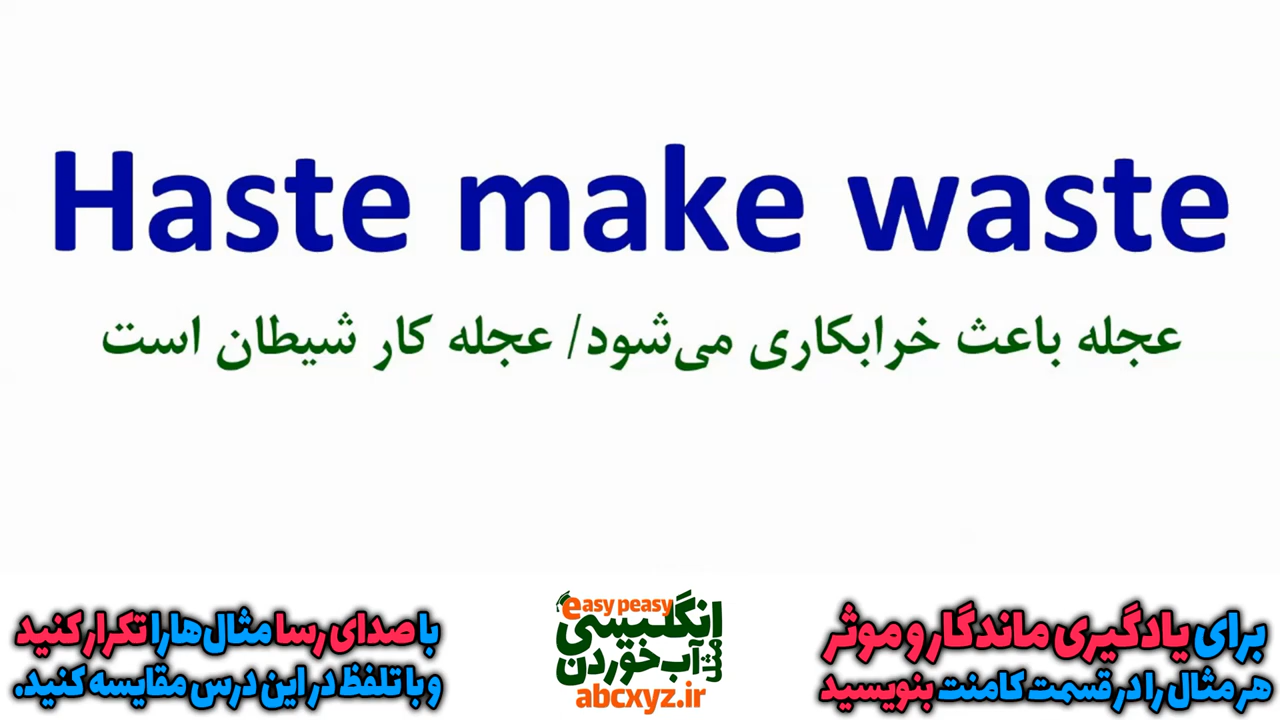 Haste make waste
عجله باعث خرابکاری می‌شود/ عجله کار شیطان است
برای یادگیری ماندگار و موثر
هر مثال را در قسمت کامنت بنویسید
easy peasy
انگلیسی
مثل آب خوردن
abcxyz.ir
با صدای رسا مثال‌ها را تکرار کنید
و با تلفظ در این درس مقایسه کنید.